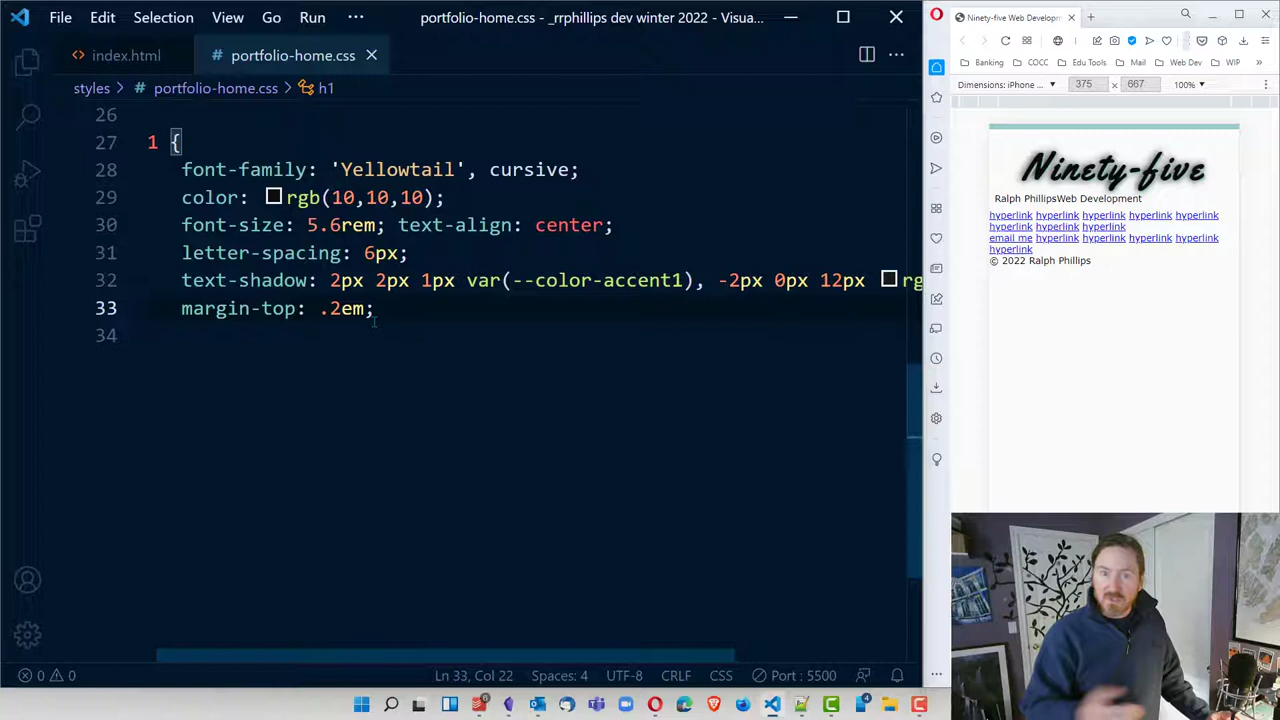 File Edit Selection View Go Run ··· portfolio-home.css - _rrphillips dev winter 2022 - Visua...
index.html # portfolio-home.css
styles > # portfolio-home.css > h1
26
27 1 {
28 font-family: 'Yellowtail', cursive;
29 color: rgb(10,10,10);
30 font-size: 5.6rem; text-align: center;
31 letter-spacing: 6px;
32 text-shadow: 2px 2px 1px var(--color-accent1), -2px 0px 12px rg
33 margin-top: .2em;
34
0 0 Ln 33, Col 22 Spaces: 4 UTF-8 CRLF CSS Port : 5500
Ninety-five Web Developm
Banking COCC Edu Tools Mail Web Dev WIP »
Dimensions: iPhone ... 375 × 667 100%
Ninety-five
Ralph PhillipsWeb Development
hyperlink hyperlink hyperlink hyperlink hyperlink
hyperlink hyperlink hyperlink
email me hyperlink hyperlink hyperlink hyperlink
hyperlink
© 2022 Ralph Phillips